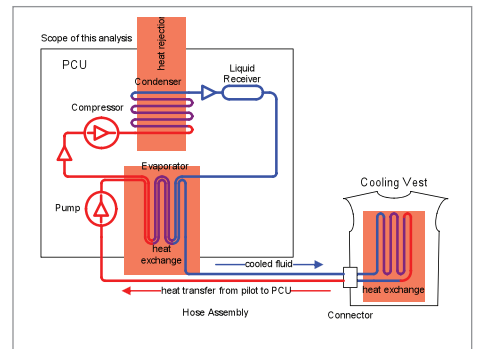 Scope of this analysis
heat rejection
PCU
Condenser
Liquid
Receiver
Compressor
Evaporator
Cooling Vest
Pump
heat
exchange
cooled fluid
heat exchange
heat transfer from pilot to PCU
Hose Assembly
Connector